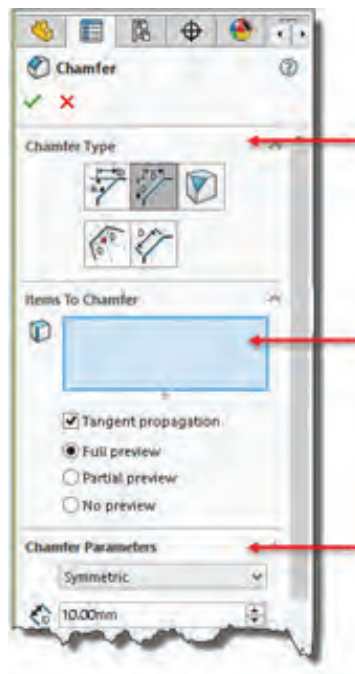 Chamfer
Chamfer Type
Items To Chamfer
Tangent propagation
Full preview
Partial preview
No preview
Chamfer Parameters
Symmetric
10.00mm